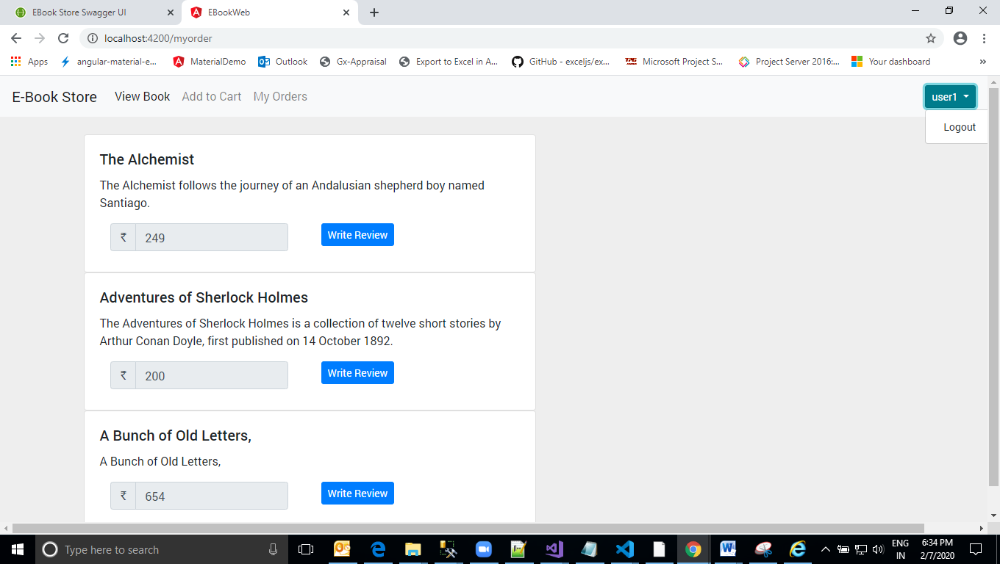 EBook Store Swagger UI
EBookWeb
localhost:4200/myorder
Apps
angular-material-e...
MaterialDemo
Outlook
Gx-Appraisal
Export to Excel in A...
GitHub - exceljs/ex...
Microsoft Project S...
Project Server 2016:...
Your dashboard
E-Book Store
View Book
Add to Cart
My Orders
user1
Logout
The Alchemist
The Alchemist follows the journey of an Andalusian shepherd boy named
Santiago.
₹ 249
Write Review
Adventures of Sherlock Holmes
The Adventures of Sherlock Holmes is a collection of twelve short stories by
Arthur Conan Doyle, first published on 14 October 1892.
₹ 200
Write Review
A Bunch of Old Letters,
A Bunch of Old Letters,
₹ 654
Write Review
Type here to search
ENG
IN
6:34 PM
2/7/2020